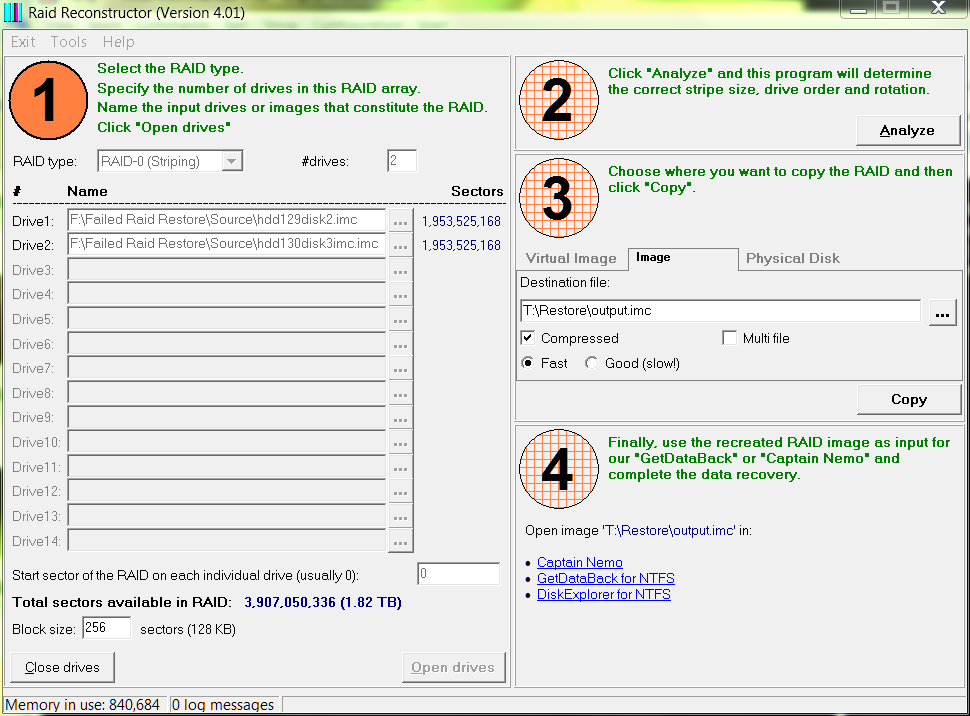 Raid Reconstructor (Version 4.01)
Exit Tools Help
1
Select the RAID type.
Specify the number of drives in this RAID array.
Name the input drives or images that constitute the RAID.
Click "Open drives"
RAID type: RAID-0 (Striping) #drives: 2
# Name Sectors
Drive1: F:\Failed Raid Restore\Source\hdd129disk2.imc ... 1,953,525,168
Drive2: F:\Failed Raid Restore\Source\hdd130disk3imc.imc ... 1,953,525,168
Drive3: ...
Drive4: ...
Drive5: ...
Drive6: ...
Drive7: ...
Drive8: ...
Drive9: ...
Drive10: ...
Drive11: ...
Drive12: ...
Drive13: ...
Drive14: ...
Start sector of the RAID on each individual drive (usually 0): 0
Total sectors available in RAID: 3,907,050,336 (1.82 TB)
Block size: 256 sectors (128 KB)
Close drives Open drives
2
Click "Analyze" and this program will determine
the correct stripe size, drive order and rotation.
Analyze
3
Choose where you want to copy the RAID and then
click "Copy".
Virtual Image Image Physical Disk
Destination file:
T:\Restore\output.imc ...
Compressed Multi file
Fast Good (slow!)
Copy
4
Finally, use the recreated RAID image as input for
our "GetDataBack" or "Captain Nemo" and
complete the data recovery.
Open image 'T:\Restore\output.imc' in:
• Captain Nemo
• GetDataBack for NTFS
• DiskExplorer for NTFS
Memory in use: 840,684 0 log messages